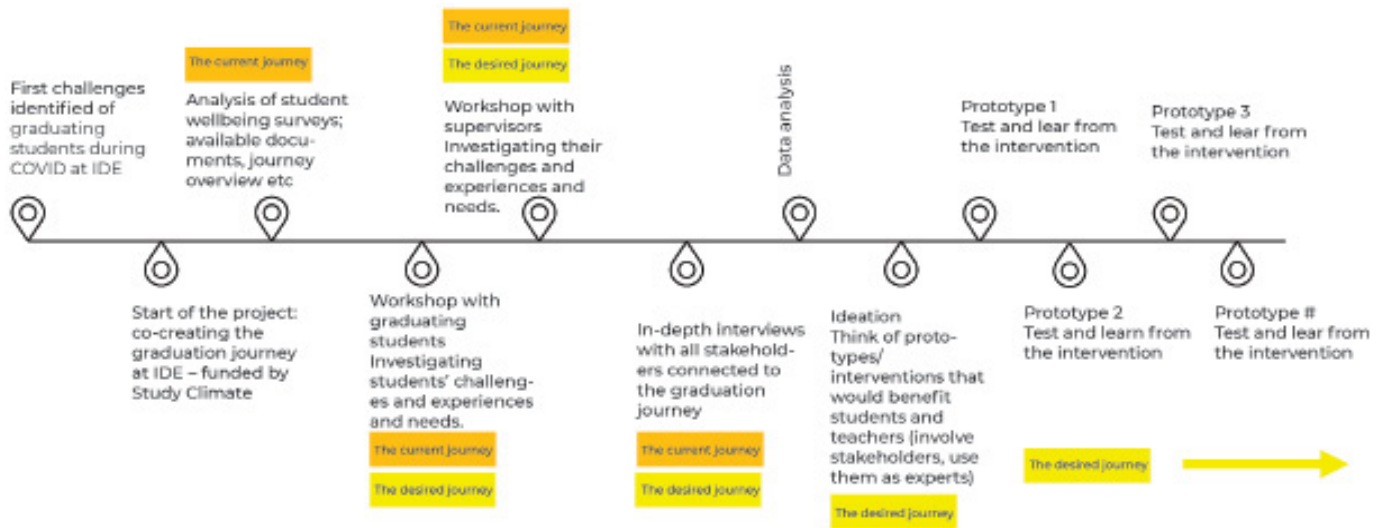 The current journey
The desired journey
The current journey
First challenges
identified of
graduating
students during
COVID at IDE
Analysis of student
wellbeing surveys;
available docu-
ments, journey
overview etc
Workshop with
supervisors
Investigating their
challenges and
experiences and
needs.
Data analysis
Prototype 1
Test and lear from
the intervention
Prototype 3
Test and lear from
the intervention
Start of the project:
co-creating the
graduation journey
at IDE – funded by
Study Climate
Workshop with
graduating
students
Investigating
students’ challeng-
es and experiences
and needs.
The current journey
The desired journey
In-depth interviews
with all stakehold-
ers connected to
the graduation
journey
The current journey
The desired journey
Ideation
Think of proto-
types/
interventions that
would benefit
students and
teachers (involve
stakeholders, use
them as experts)
The desired journey
Prototype 2
Test and learn from
the intervention
The desired journey
Prototype #
Test and lear from
the intervention